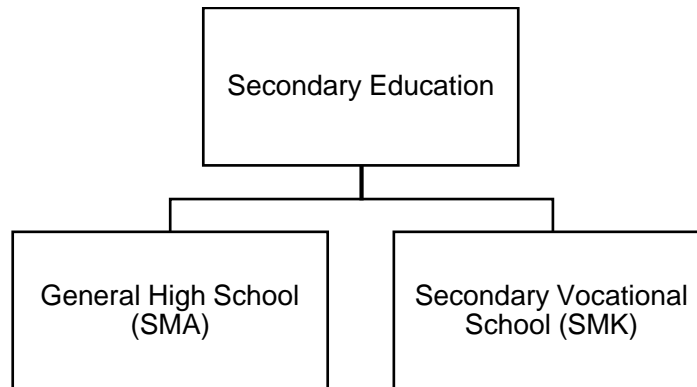 Secondary Education
General High School
(SMA)
Secondary Vocational
School (SMK)